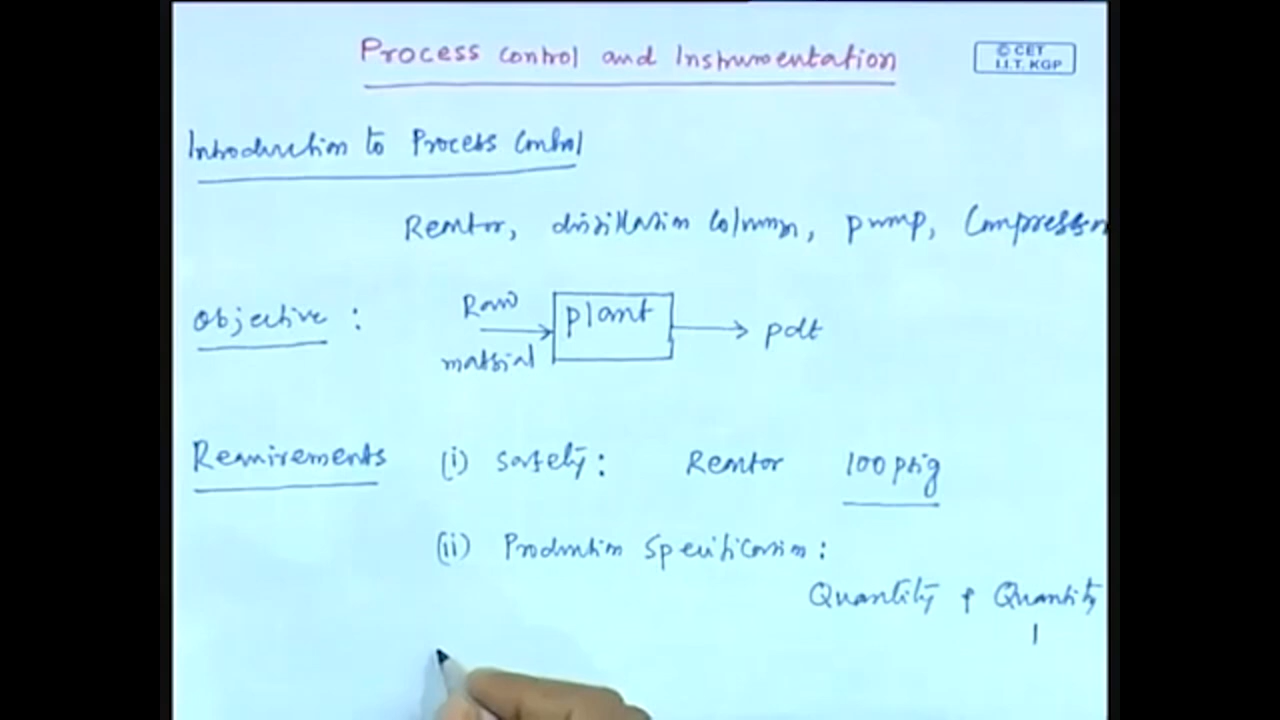 Process Control and Instrumentation
© CET
I.I.T. KGP
Introduction to Process Control
Reactor, distillation column, pump, Compressor
Objective : Raw material plant pdt
Requirements (i) Safety : Reactor 100 psig
(ii) Production Specification :
Quantity & Quantity